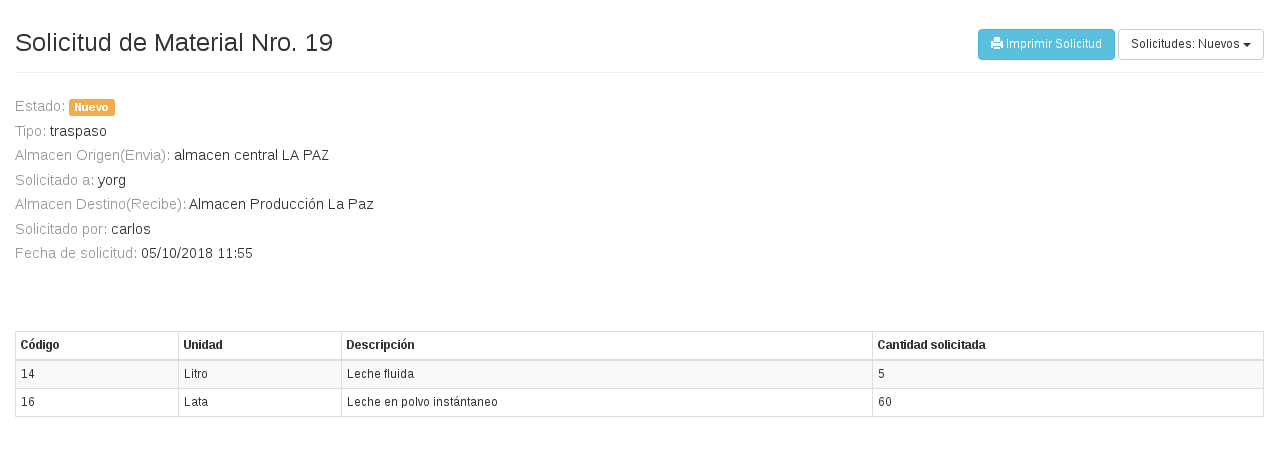 Solicitud de Material Nro. 19
Imprimir Solicitud
Solicitudes: Nuevos
Estado: Nuevo
Tipo: traspaso
Almacen Origen(Envia): almacen central LA PAZ
Solicitado a: yorg
Almacen Destino(Recibe): Almacen Producción La Paz
Solicitado por: carlos
Fecha de solicitud: 05/10/2018 11:55
Código Unidad Descripción Cantidad solicitada
14 Litro Leche fluida 5
16 Lata Leche en polvo instántaneo 60